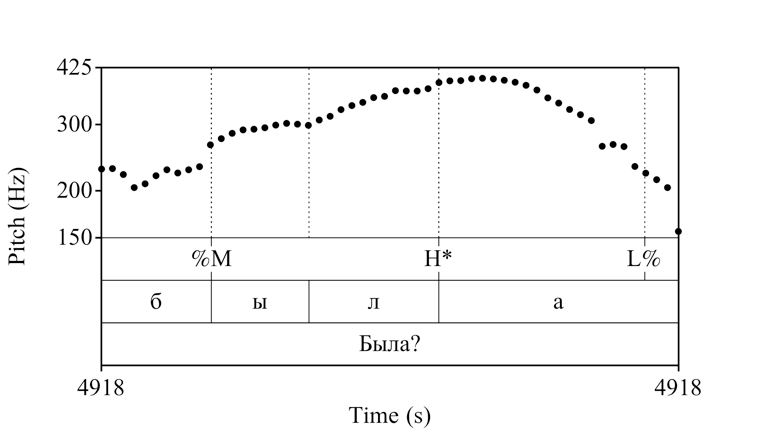 425
300
200
150
Pitch (Hz)
%M H* L%
б ы л а
Была?
4918 4918
Time (s)